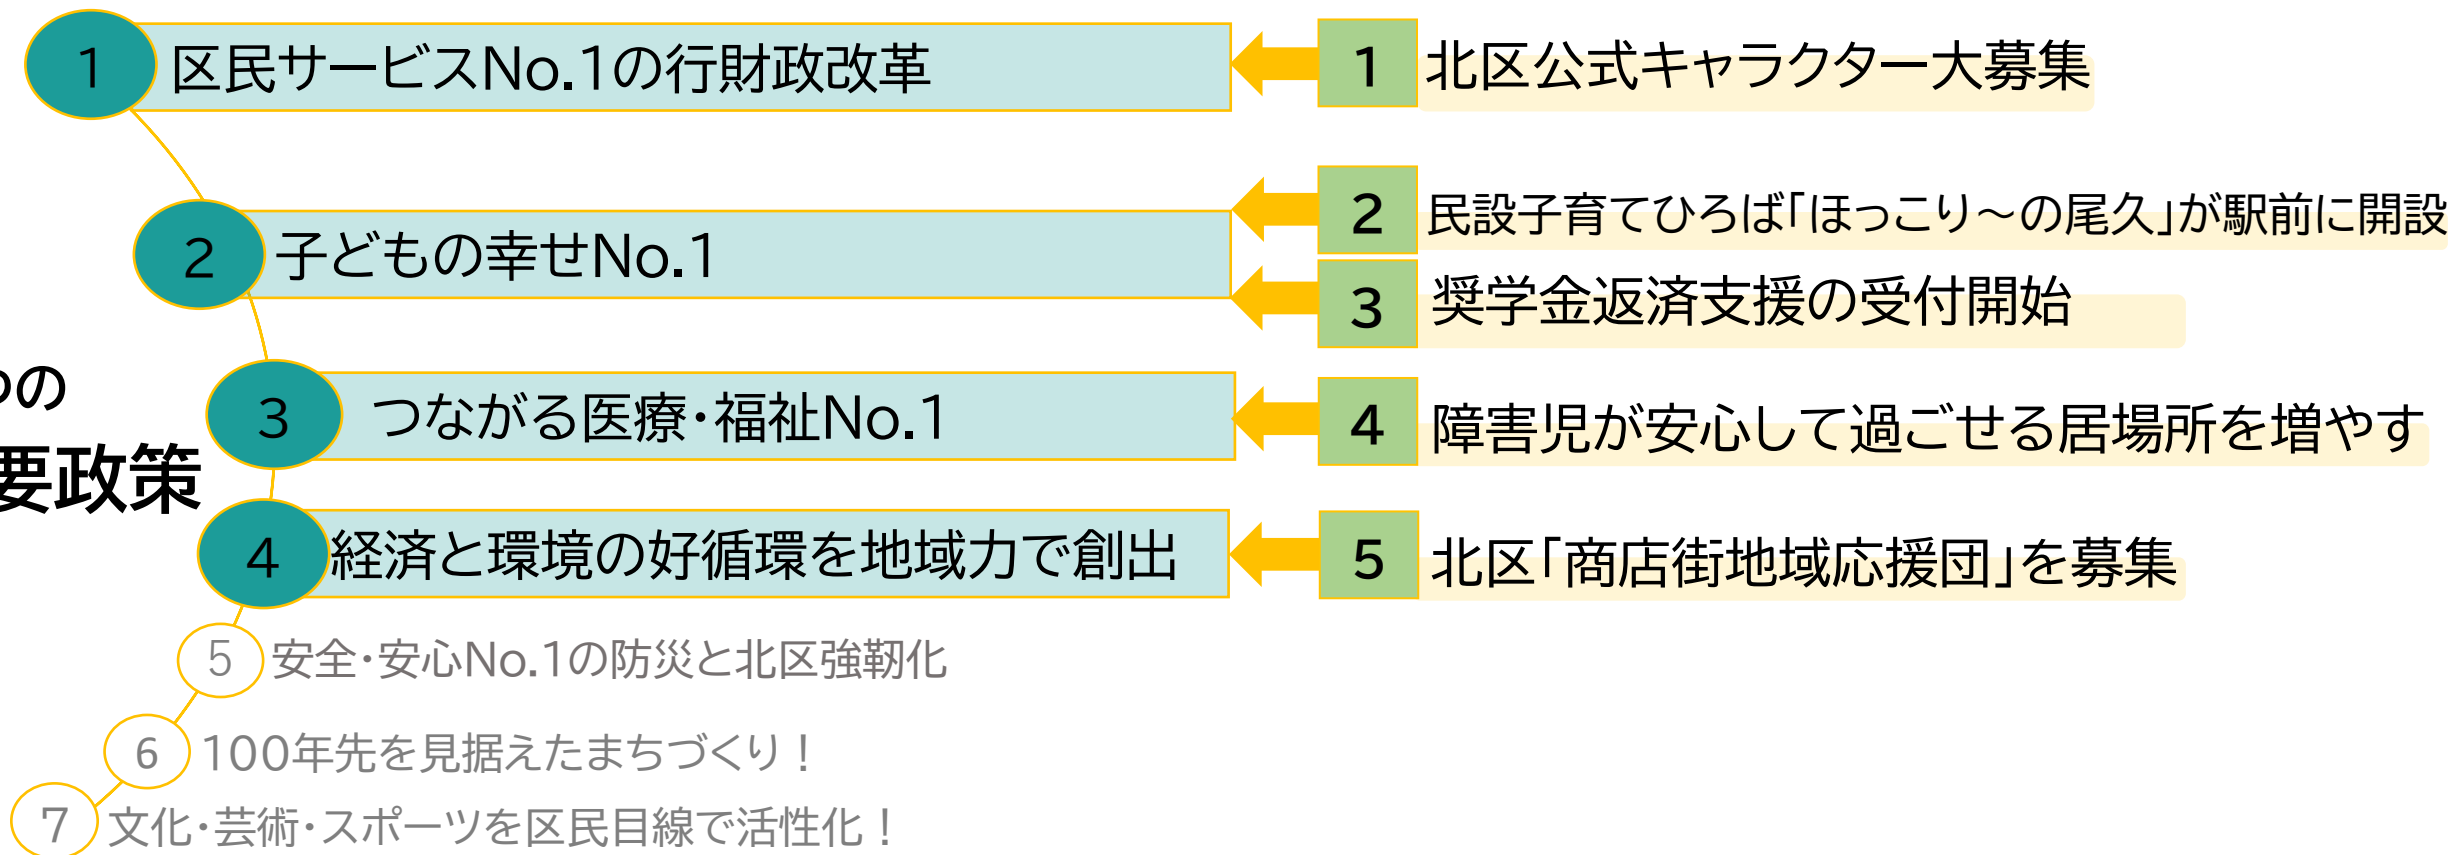 1 区民サービスNo.1の行財政改革
1 北区公式キャラクター大募集
2 子どもの幸せNo.1
2 民設子育てひろば「ほっこり～の尾久」が駅前に開設
3 奨学金返済支援の受付開始
つの
要政策
3 つながる医療・福祉No.1
4 障害児が安心して過ごせる居場所を増やす
4 経済と環境の好循環を地域力で創出
5 北区「商店街地域応援団」を募集
5 安全・安心No.1の防災と北区強靭化
6 100年先を見据えたまちづくり！
7 文化・芸術・スポーツを区民目線で活性化！